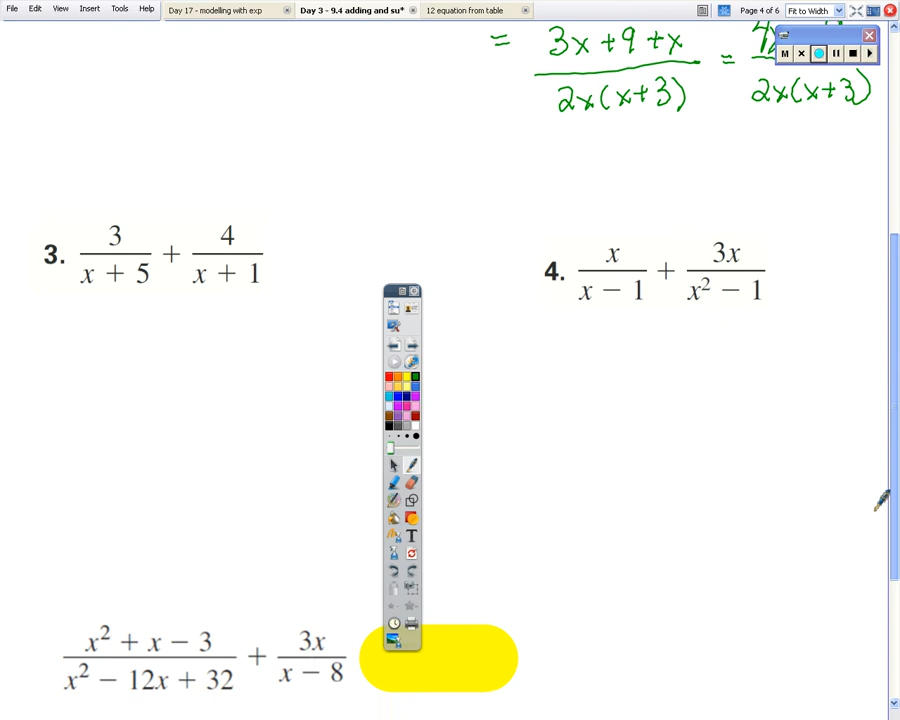 File Edit View Insert Tools Help Day 17 - modelling with exp Day 3 - 9.4 adding and su* 12 equation from table Page 4 of 6 Fit to Width
= 3x + 9 + x / 2x(x+3) = 4x / 2x(x+3)
3. 3 / x + 5 + 4 / x + 1
4. x / x − 1 + 3x / x² − 1
x² + x − 3 / x² − 12x + 32 + 3x / x − 8